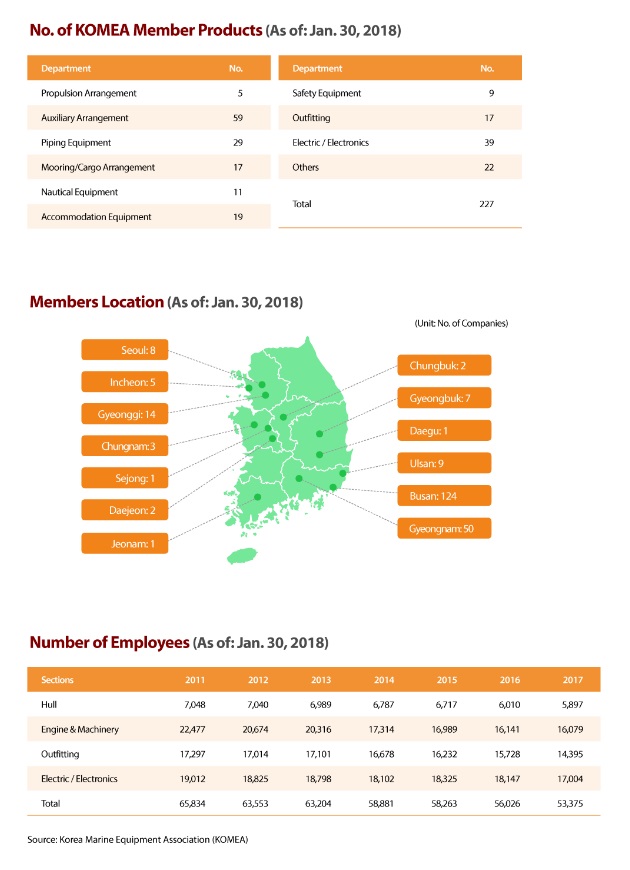 No. of KOMEA Member Products (As of: Jan. 30, 2018)
Department No. Department No.
Propulsion Arrangement 5 Safety Equipment 9
Auxiliary Arrangement 59 Outfitting 17
Piping Equipment 29 Electric / Electronics 39
Mooring/Cargo Arrangement 17 Others 22
Nautical Equipment 11
Total 227
Accommodation Equipment 19
Members Location (As of: Jan. 30, 2018)
(Unit: No. of Companies)
Seoul: 8
Incheon: 5
Gyeonggi: 14
Chungnam: 3
Sejong: 1
Daejeon: 2
Jeonam: 1
Chungbuk: 2
Gyeongbuk: 7
Daegu: 1
Ulsan: 9
Busan: 124
Gyeongnam: 50
Number of Employees (As of: Jan. 30, 2018)
Sections 2011 2012 2013 2014 2015 2016 2017
Hull 7,048 7,040 6,989 6,787 6,717 6,010 5,897
Engine & Machinery 22,477 20,674 20,316 17,314 16,989 16,141 16,079
Outfitting 17,297 17,014 17,101 16,678 16,232 15,728 14,395
Electric / Electronics 19,012 18,825 18,798 18,102 18,325 18,147 17,004
Total 65,834 63,553 63,204 58,881 58,263 56,026 53,375
Source: Korea Marine Equipment Association (KOMEA)